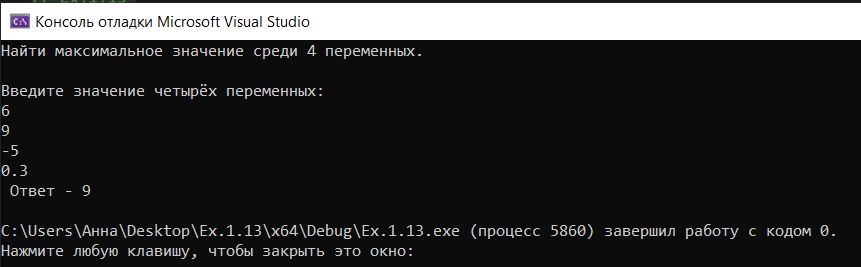 Консоль отладки Microsoft Visual Studio
Найти максимальное значение среди 4 переменных.
Введите значение четырёх переменных:
6
9
-5
0.3
Ответ - 9
C:\Users\Анна\Desktop\Ex.1.13\x64\Debug\Ex.1.13.exe (процесс 5860) завершил работу с кодом 0.
Нажмите любую клавишу, чтобы закрыть это окно: